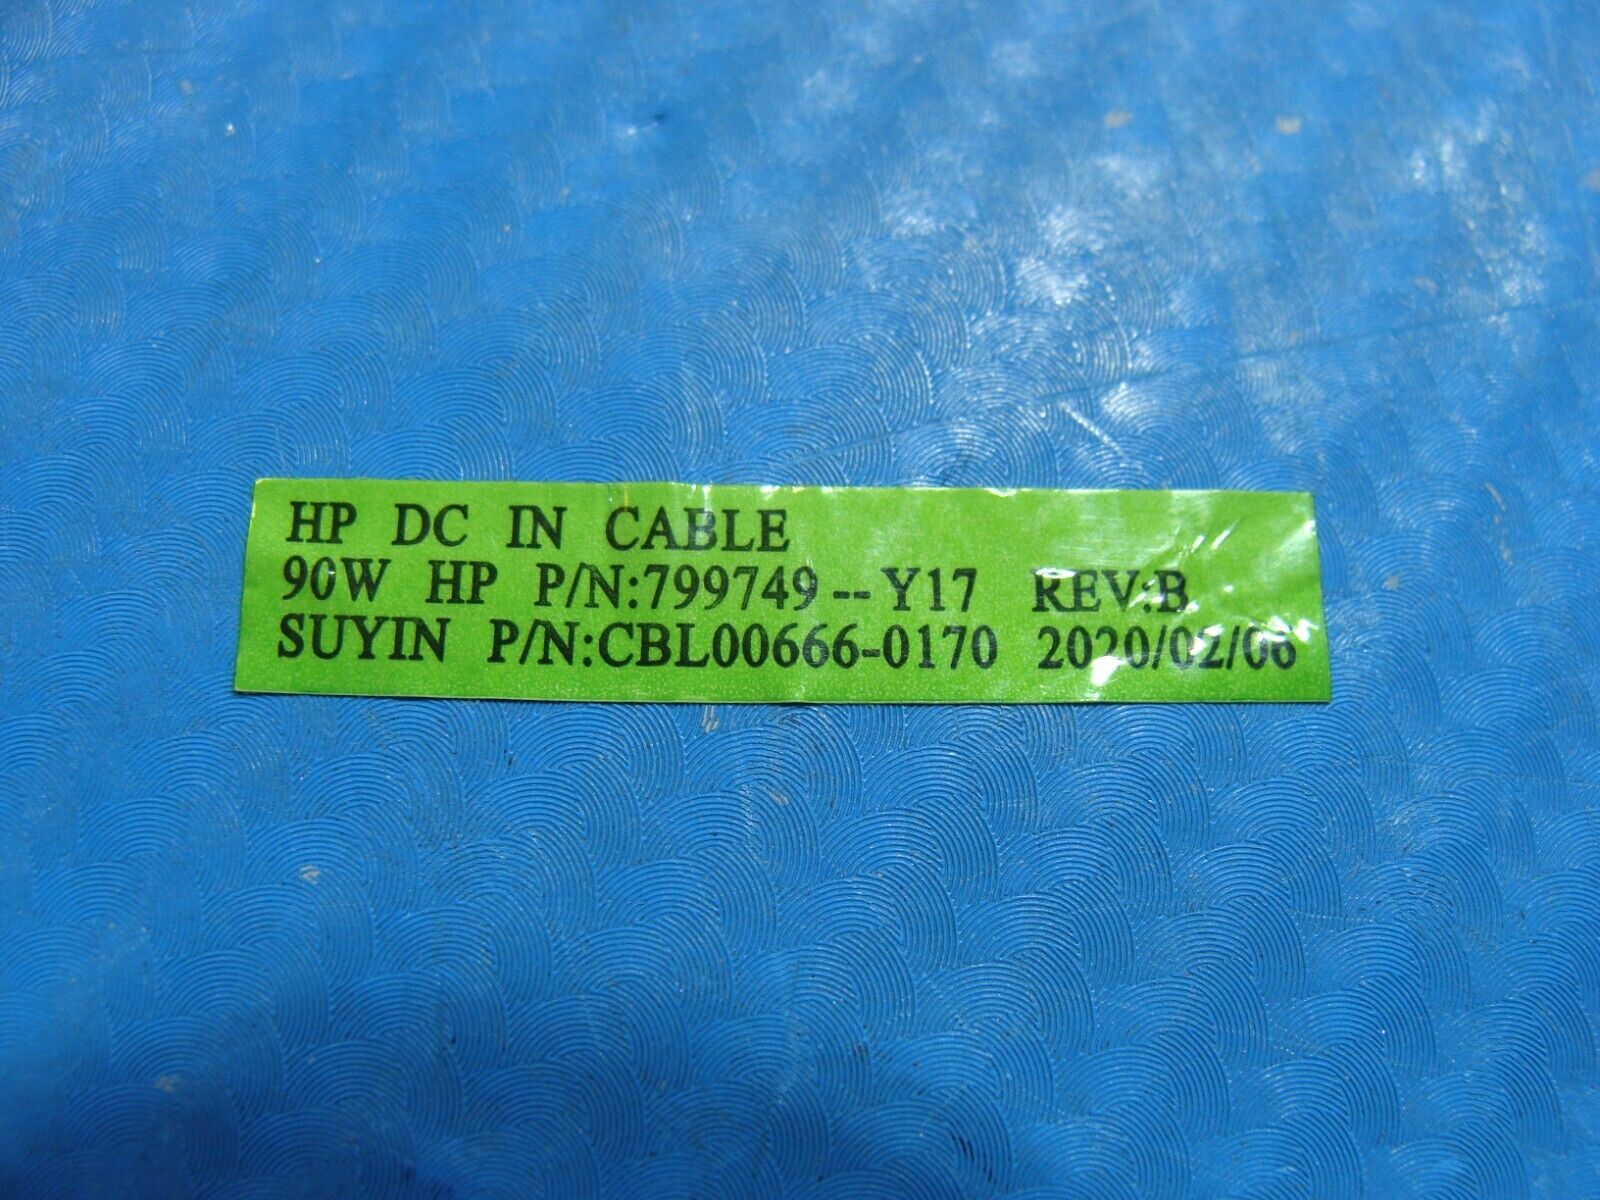 HP DC IN CABLE
90W HP P/N:799749--Y17 REV:B
SUYIN P/N:CBL00666-0170 2020/02/06